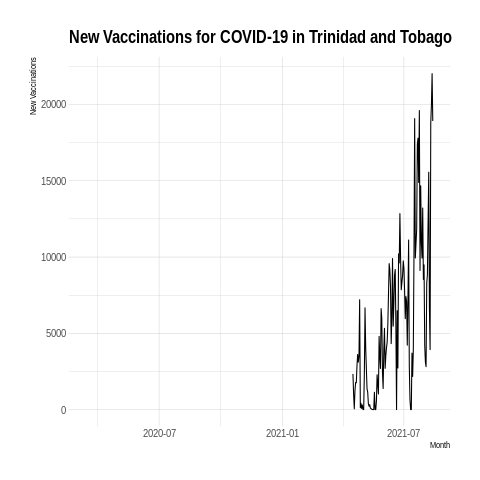 New Vaccinations for COVID-19 in Trinidad and Tobago
New Vaccinations
20000
15000
10000
5000
0
2020-07
2021-01
2021-07
Month